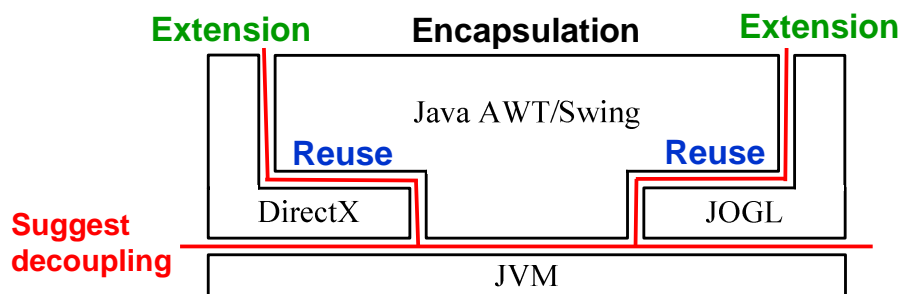 Extension Encapsulation Extension
Java AWT/Swing
Reuse Reuse
DirectX JOGL
Suggest
decoupling
JVM